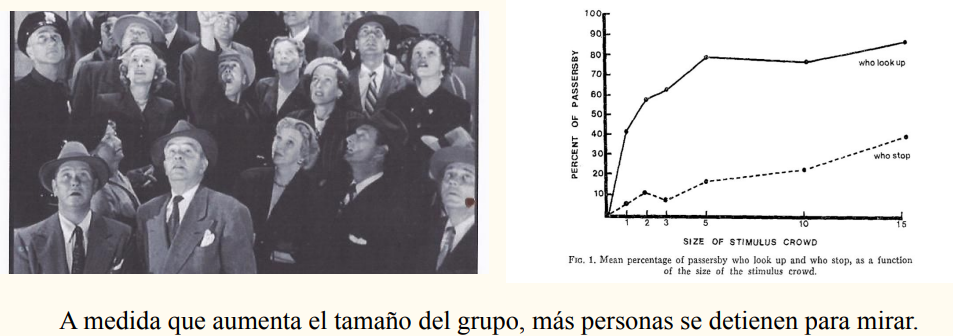 100
90
80
70
60
50
40
30
20
10
PERCENT OF PASSERSBY
who look up
who stop
1 2 3 5 10 15
SIZE OF STIMULUS CROWD
FIG. 1. Mean percentage of passersby who look up and who stop, as a function
of the size of the stimulus crowd.
A medida que aumenta el tamaño del grupo, más personas se detienen para mirar.